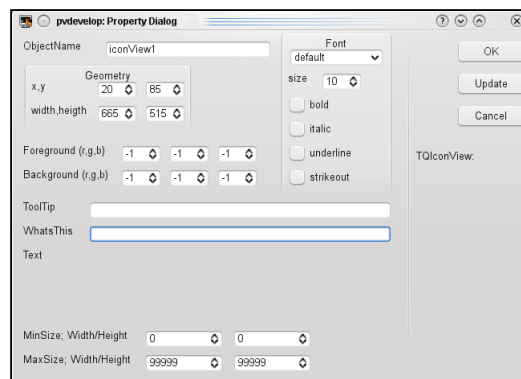 pvdevelop: Property Dialog
ObjectName iconView1
Geometry
x,y 20 85
width,heigth 665 515
Font
default
size 10
bold
italic
underline
strikeout
OK
Update
Cancel
Foreground (r,g,b) -1 -1 -1
Background (r,g,b) -1 -1 -1
TQIconView:
ToolTip
WhatsThis
Text
MinSize; Width/Height 0 0
MaxSize; Width/Height 99999 99999